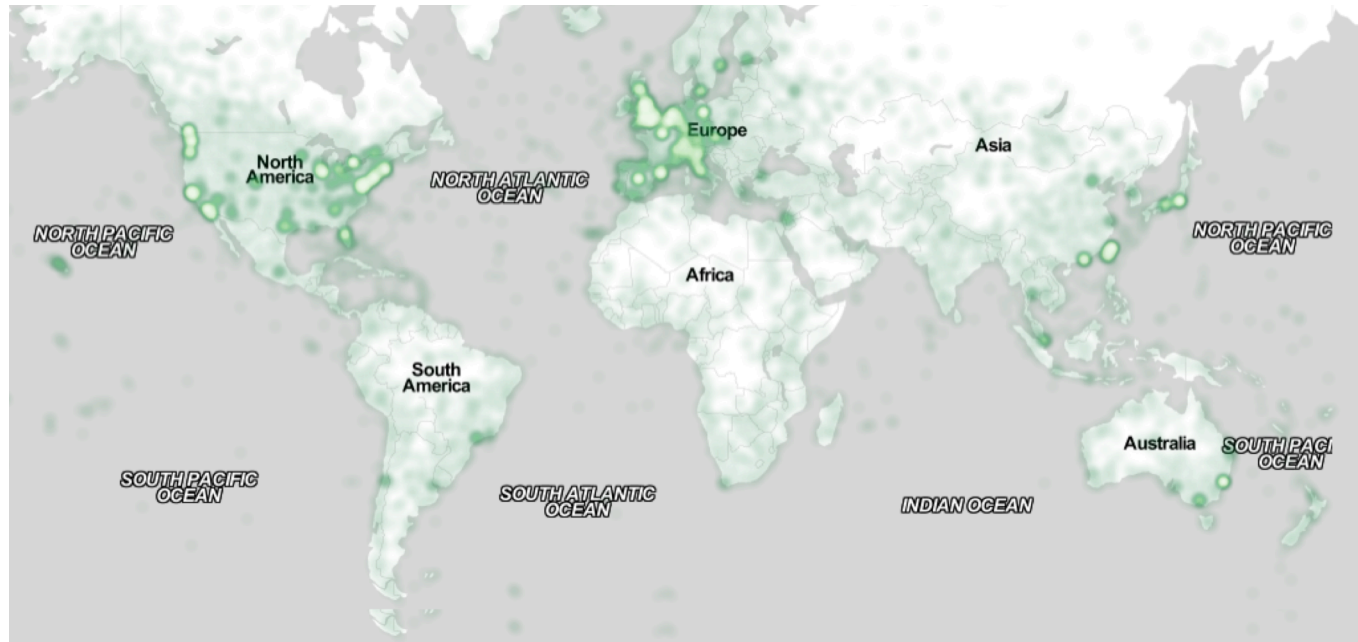 Europe
Asia
North
America
NORTH ATLANTIC
OCEAN
NORTH PACIFIC
OCEAN
NORTH PACIFIC
OCEAN
Africa
South
America
Australia
SOUTH PACI
OCEAN
SOUTH PACIFIC
OCEAN
SOUTH ATLANTIC
OCEAN
INDIAN OCEAN